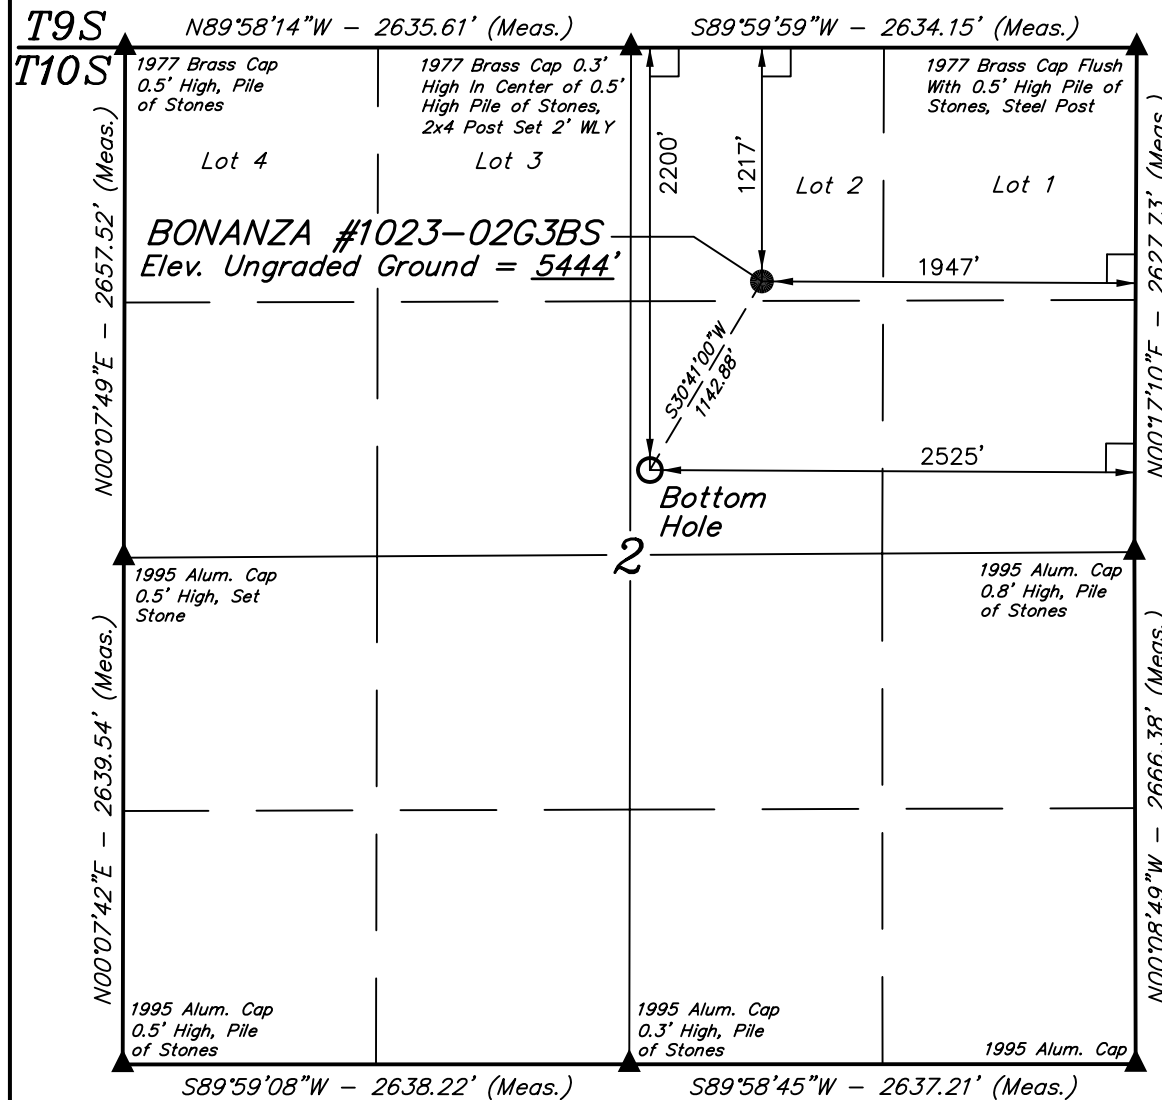 T9S
T10S
N89°58'14"W - 2635.61' (Meas.)
S89°59'59"W - 2634.15' (Meas.)
1977 Brass Cap
0.5' High, Pile
of Stones
1977 Brass Cap 0.3'
High In Center of 0.5'
High Pile of Stones,
2x4 Post Set 2' WLY
1977 Brass Cap Flush
With 0.5' High Pile of
Stones, Steel Post
Lot 4
Lot 3
Lot 2
Lot 1
2200'
1217'
N00°07'49"E - 2657.52' (Meas.)
N00°17'10"E - 2627.73' (Meas.)
BONANZA #1023-02G3BS
Elev. Ungraded Ground = 5444'
1947'
S30°41'00"W
1142.88'
2525'
Bottom
Hole
2
1995 Alum. Cap
0.5' High, Set
Stone
1995 Alum. Cap
0.8' High, Pile
of Stones
N00°07'42"E - 2639.54' (Meas.)
N00°08'49"W - 2666.38' (Meas.)
1995 Alum. Cap
0.5' High, Pile
of Stones
1995 Alum. Cap
0.3' High, Pile
of Stones
1995 Alum. Cap
S89°59'08"W - 2638.22' (Meas.)
S89°58'45"W - 2637.21' (Meas.)